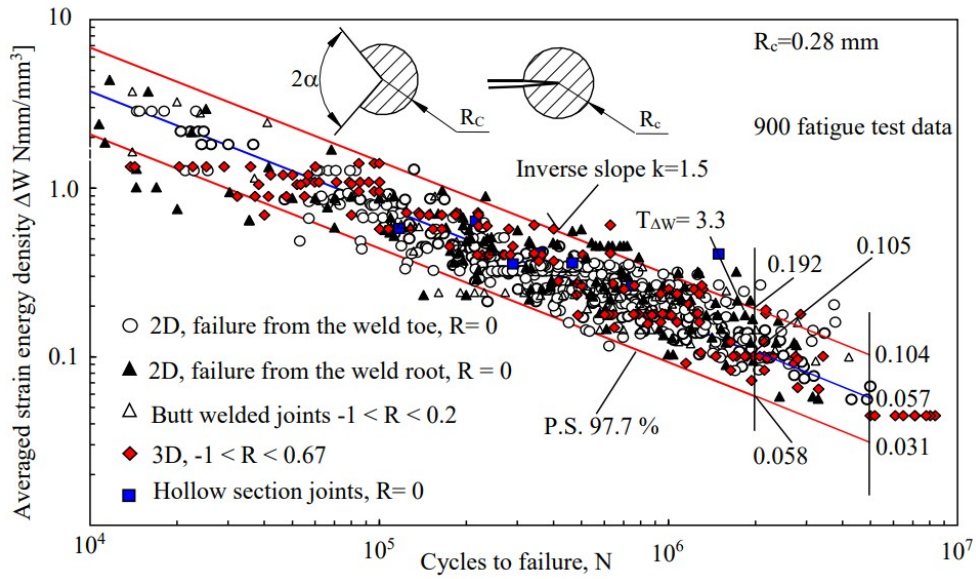 10
R_c=0.28 mm
2α
R_C
R_c
900 fatigue test data
Inverse slope k=1.5
1.0
T_ΔW= 3.3
0.192
0.105
2D, failure from the weld toe, R= 0
0.1
0.104
2D, failure from the weld root, R = 0
0.057
Butt welded joints -1 < R < 0.2
P.S. 97.7 %
0.031
3D, -1 < R < 0.67
0.058
Hollow section joints, R= 0
Averaged strain energy density ΔW Nmm/mm³]
10⁴
10⁵
10⁶
10⁷
Cycles to failure, N